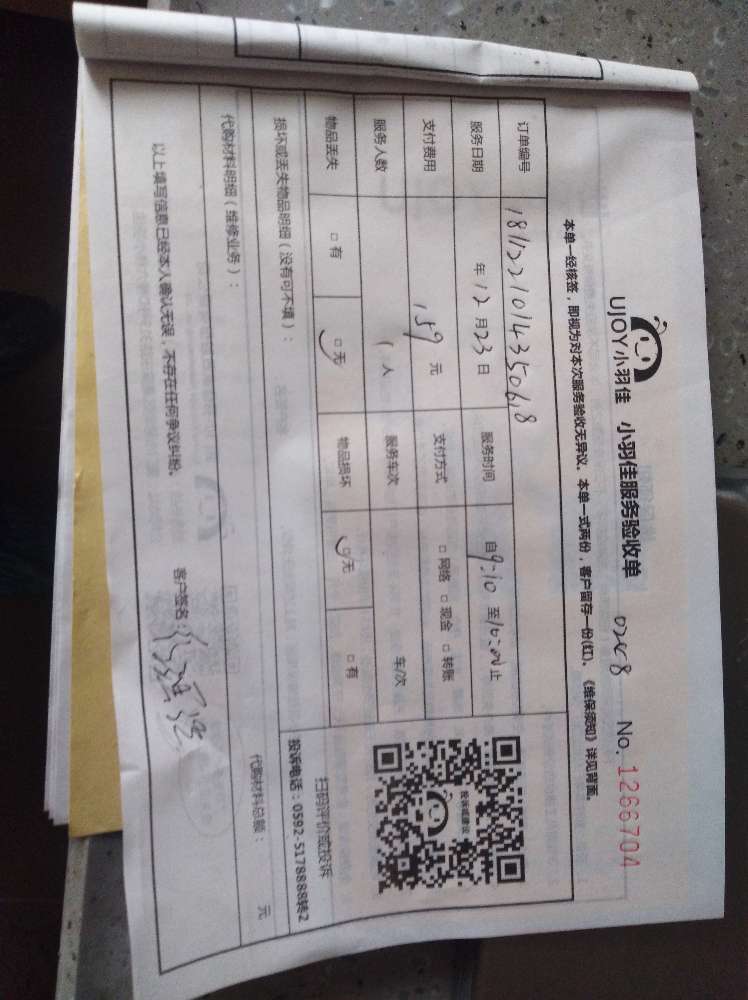 UJOY小羽佳 小羽佳服务验收单 No. 1266704
本单一经核签，即视为对本次服务验收无异议。本单一式两份，客户留存一份(红)。《维保须知》详见背面。
订单编号 1811221014350618
服务日期 年12月23日 服务时间 自9:10 至 止
支付费用 159元 支付方式 □ 网络 □ 现金 □ 转账
服务人数 1人 服务车次 车/次
物品丢失 □ 有 □ 无 物品损坏 □ 无 □ 有
投诉或建议
扫码评价或投诉
投诉电话：0592-5178888转2
损坏或丢失物品明细（没有可不填）：
代购材料明细（维修业务）： 代购材料总额： 元
以上填写信息已经本人确认无误，不存在任何争议纠纷。 客户签名：